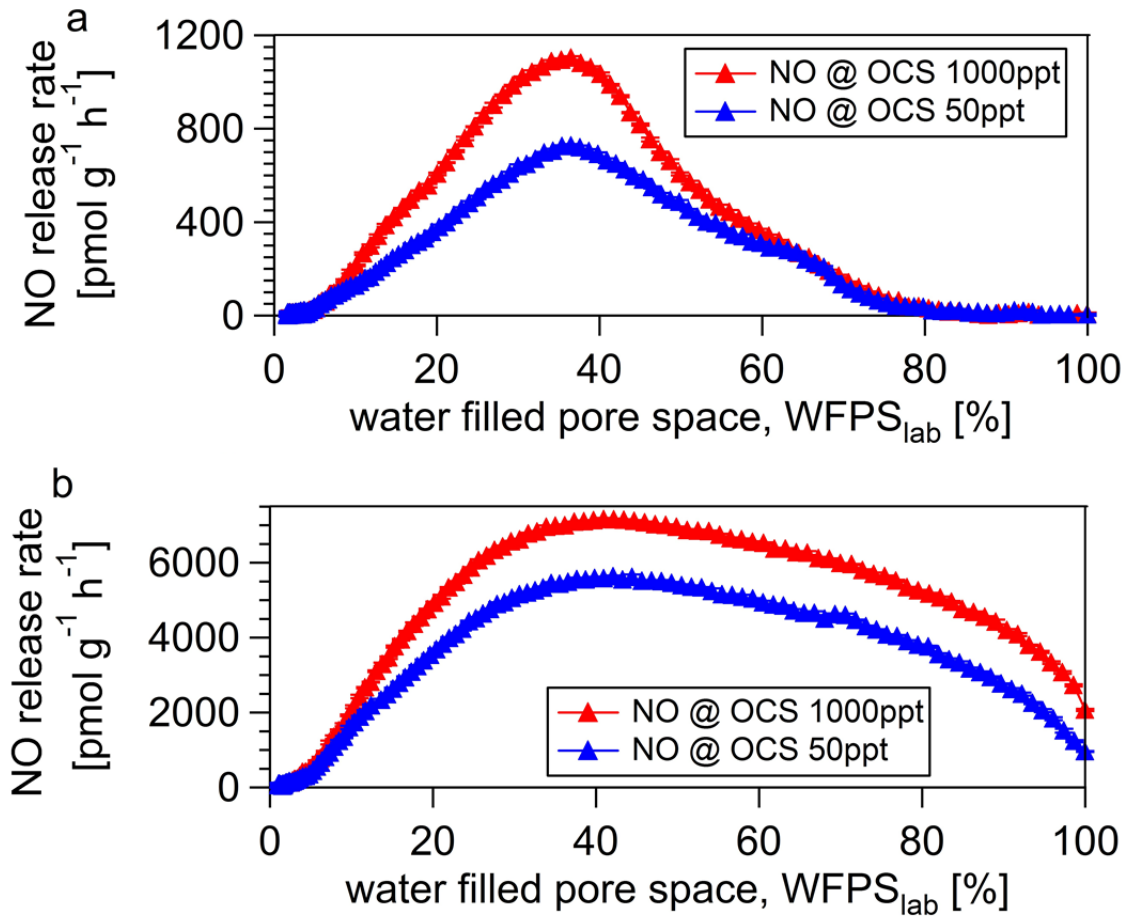 a
NO release rate
[pmol g⁻¹ h⁻¹]
1200
800
400
0
NO @ OCS 1000ppt
NO @ OCS 50ppt
0 20 40 60 80 100
water filled pore space, WFPSlab [%]
b
NO release rate
[pmol g⁻¹ h⁻¹]
6000
4000
2000
0
NO @ OCS 1000ppt
NO @ OCS 50ppt
0 20 40 60 80 100
water filled pore space, WFPSlab [%]